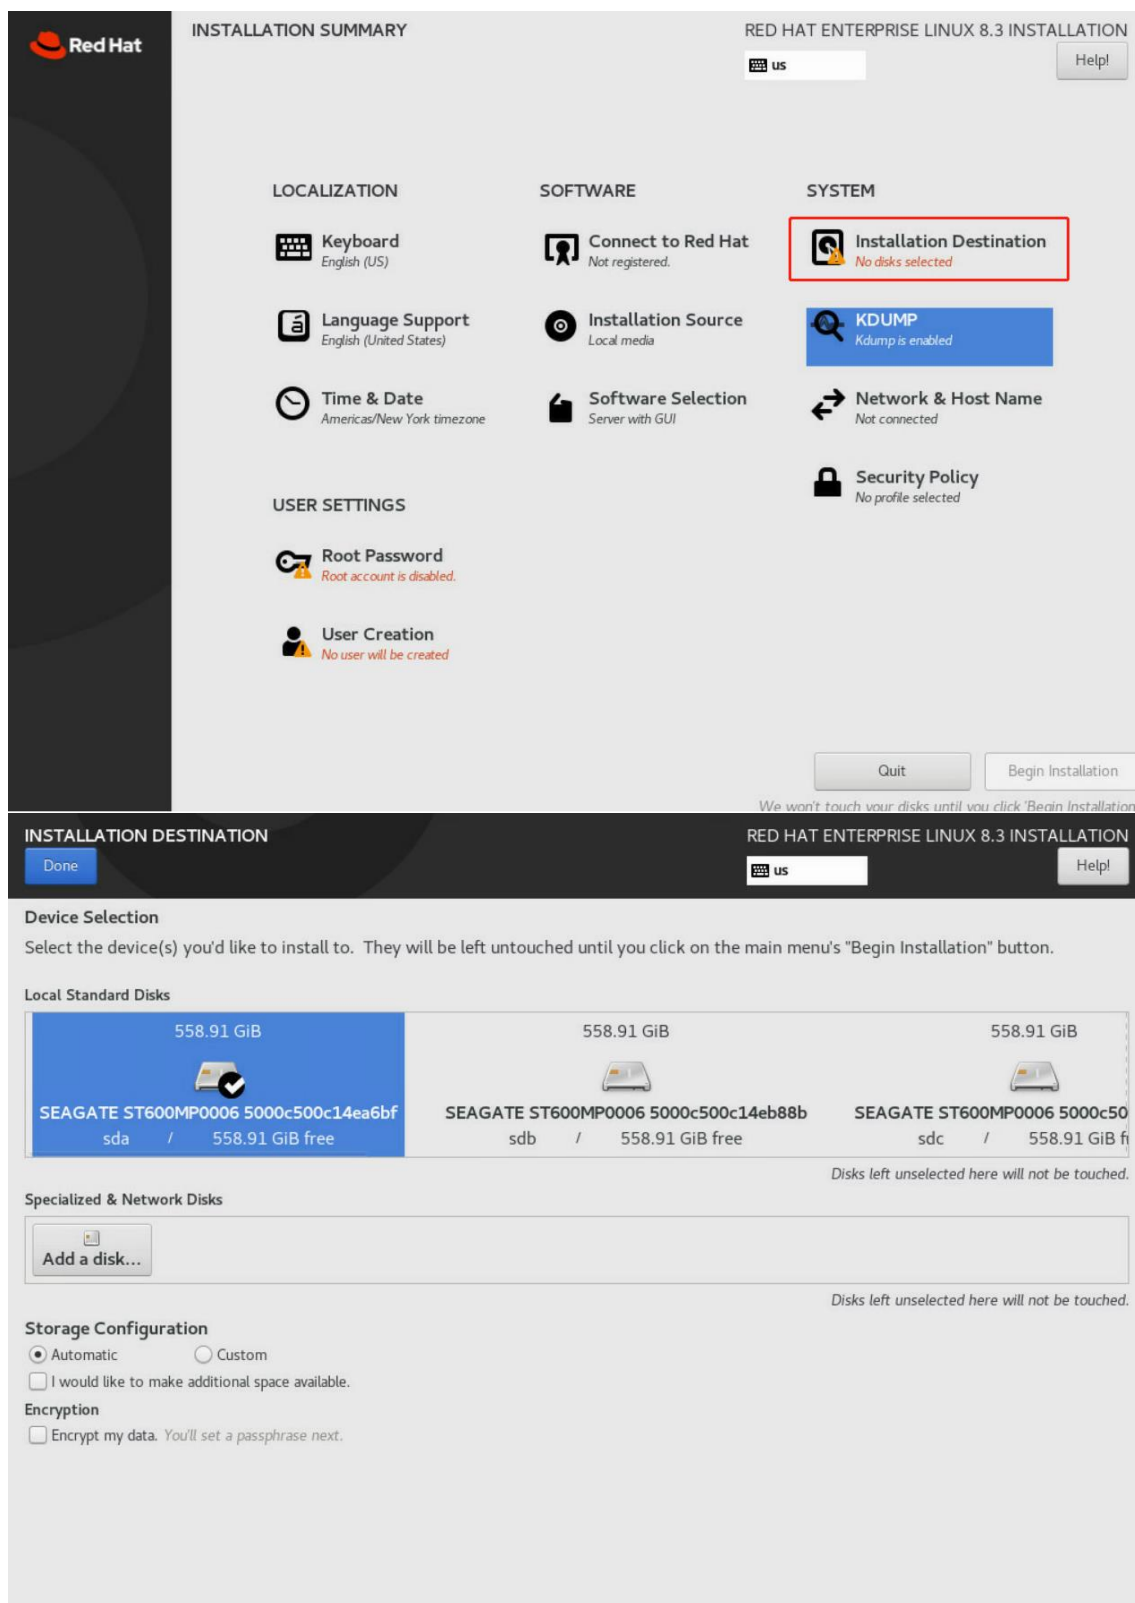 Red Hat
INSTALLATION SUMMARY
RED HAT ENTERPRISE LINUX 8.3 INSTALLATION
us
Help!
LOCALIZATION
Keyboard
English (US)
Language Support
English (United States)
Time & Date
Americas/New York timezone
SOFTWARE
Connect to Red Hat
Not registered.
Installation Source
Local media
Software Selection
Server with GUI
SYSTEM
Installation Destination
No disks selected
KDUMP
Kdump is enabled
Network & Host Name
Not connected
Security Policy
No profile selected
USER SETTINGS
Root Password
Root account is disabled.
User Creation
No user will be created
Quit
Begin Installation
We won't touch your disks until you click 'Begin Installation
INSTALLATION DESTINATION
Done
RED HAT ENTERPRISE LINUX 8.3 INSTALLATION
us
Help!
Device Selection
Select the device(s) you'd like to install to. They will be left untouched until you click on the main menu's "Begin Installation" button.
Local Standard Disks
558.91 GiB
SEAGATE ST600MP0006 5000c500c14ea6bf
sda / 558.91 GiB free
558.91 GiB
SEAGATE ST600MP0006 5000c500c14eb88b
sdb / 558.91 GiB free
558.91 GiB
SEAGATE ST600MP0006 5000c50
sdc / 558.91 GiB
Disks left unselected here will not be touched.
Specialized & Network Disks
Add a disk...
Disks left unselected here will not be touched.
Storage Configuration
Automatic
Custom
I would like to make additional space available.
Encryption
Encrypt my data. You'll set a passphrase next.